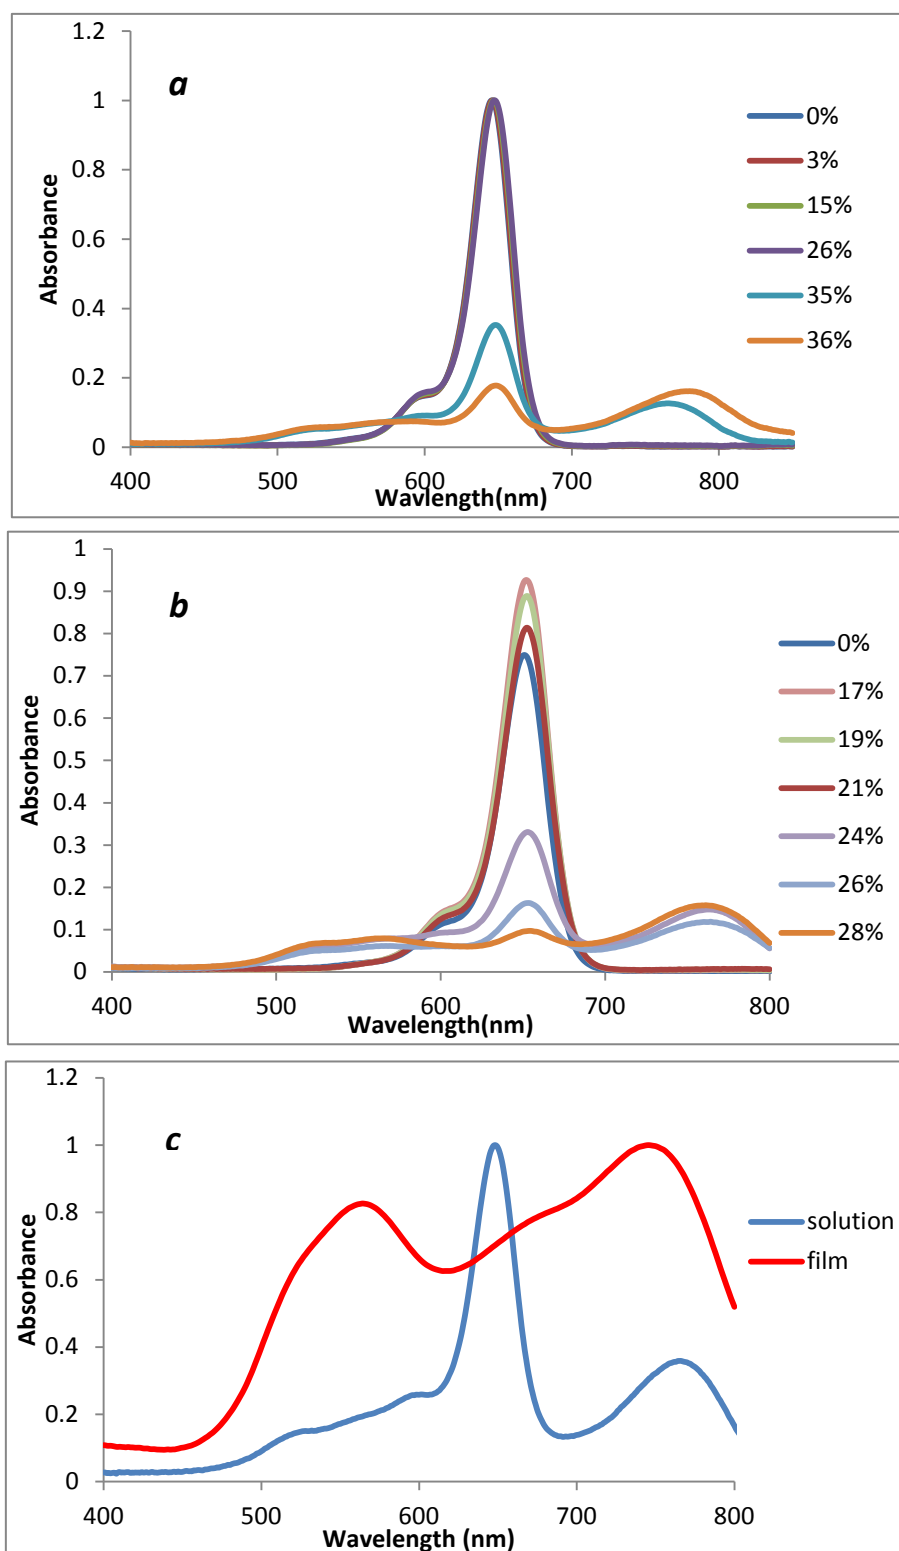 a
1.2
1
0.8
0.6
0.4
0.2
0
Absorbance
400 500 600 700 800
Wavlength(nm)
0%
3%
15%
26%
35%
36%
b
1
0.9
0.8
0.7
0.6
0.5
0.4
0.3
0.2
0.1
0
Absorbance
400 500 600 700 800
Wavelength(nm)
0%
17%
19%
21%
24%
26%
28%
c
1.2
1
0.8
0.6
0.4
0.2
0
Absorbance
400 500 600 700 800
Wavelength (nm)
solution
film